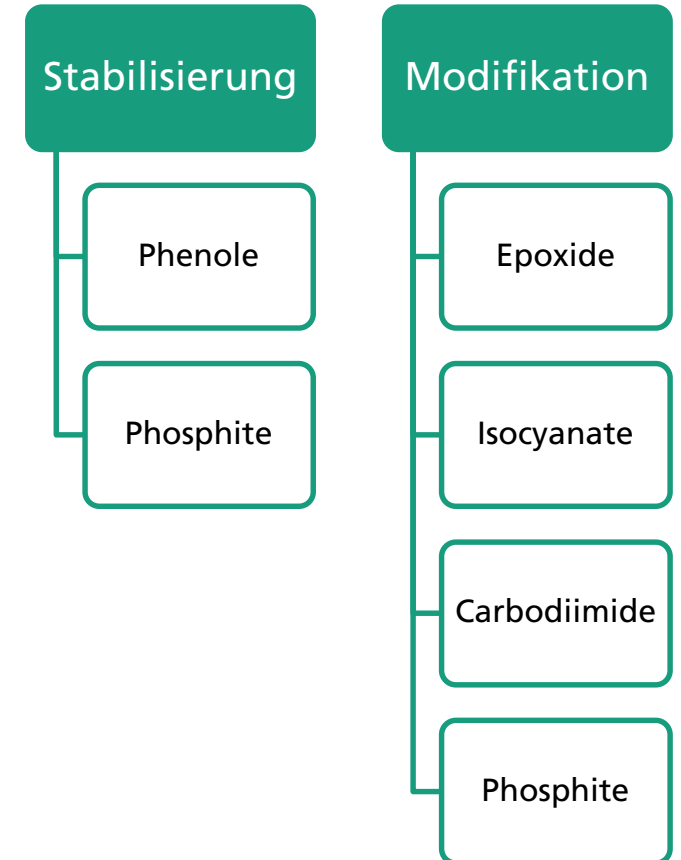 Stabilisierung
Phenole
Phosphite
Modifikation
Epoxide
Isocyanate
Carbodiimide
Phosphite